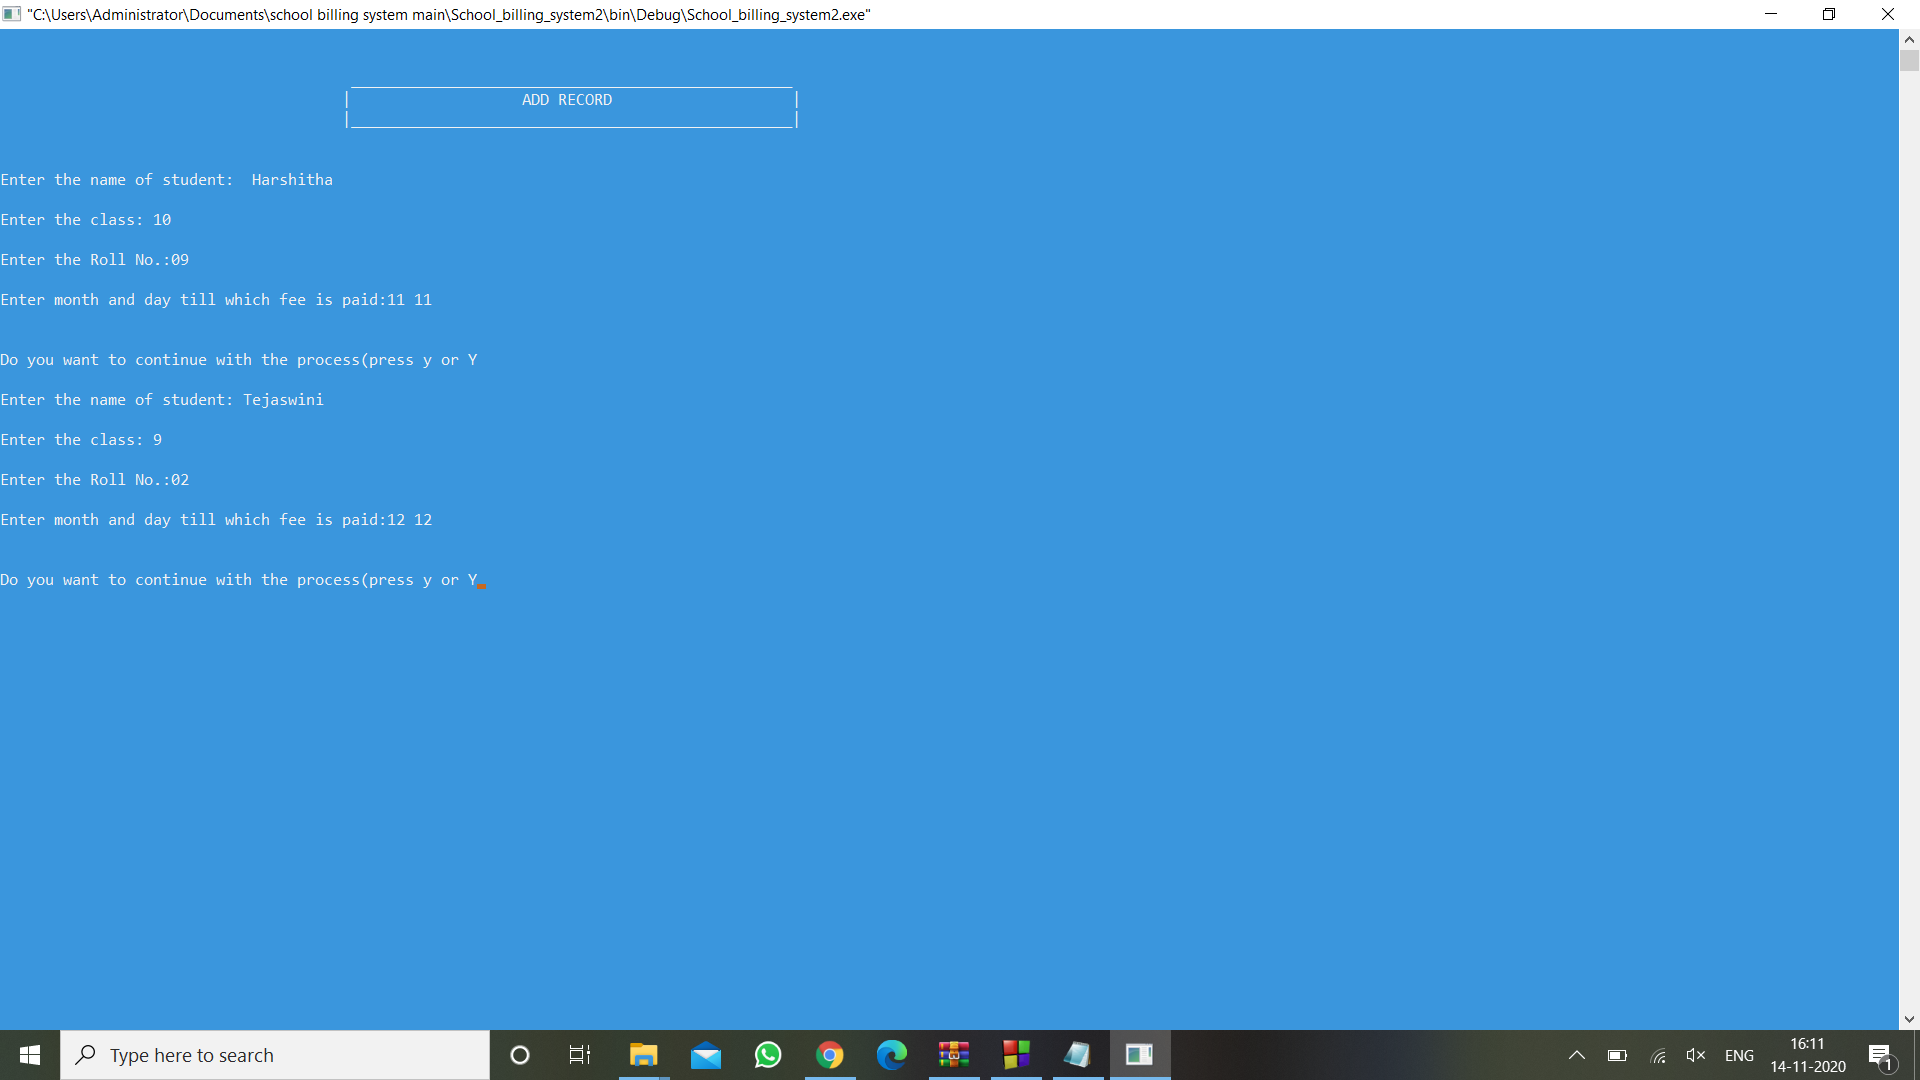 "C:\Users\Administrator\Documents\school billing system main\School_billing_system2\bin\Debug\School_billing_system2.exe"
ADD RECORD
Enter the name of student:  Harshitha
Enter the class: 10
Enter the Roll No.:09
Enter month and day till which fee is paid:11 11
Do you want to continue with the process(press y or Y
Enter the name of student: Tejaswini
Enter the class: 9
Enter the Roll No.:02
Enter month and day till which fee is paid:12 12
Do you want to continue with the process(press y or Y
Type here to search
ENG
16:11
14-11-2020
1